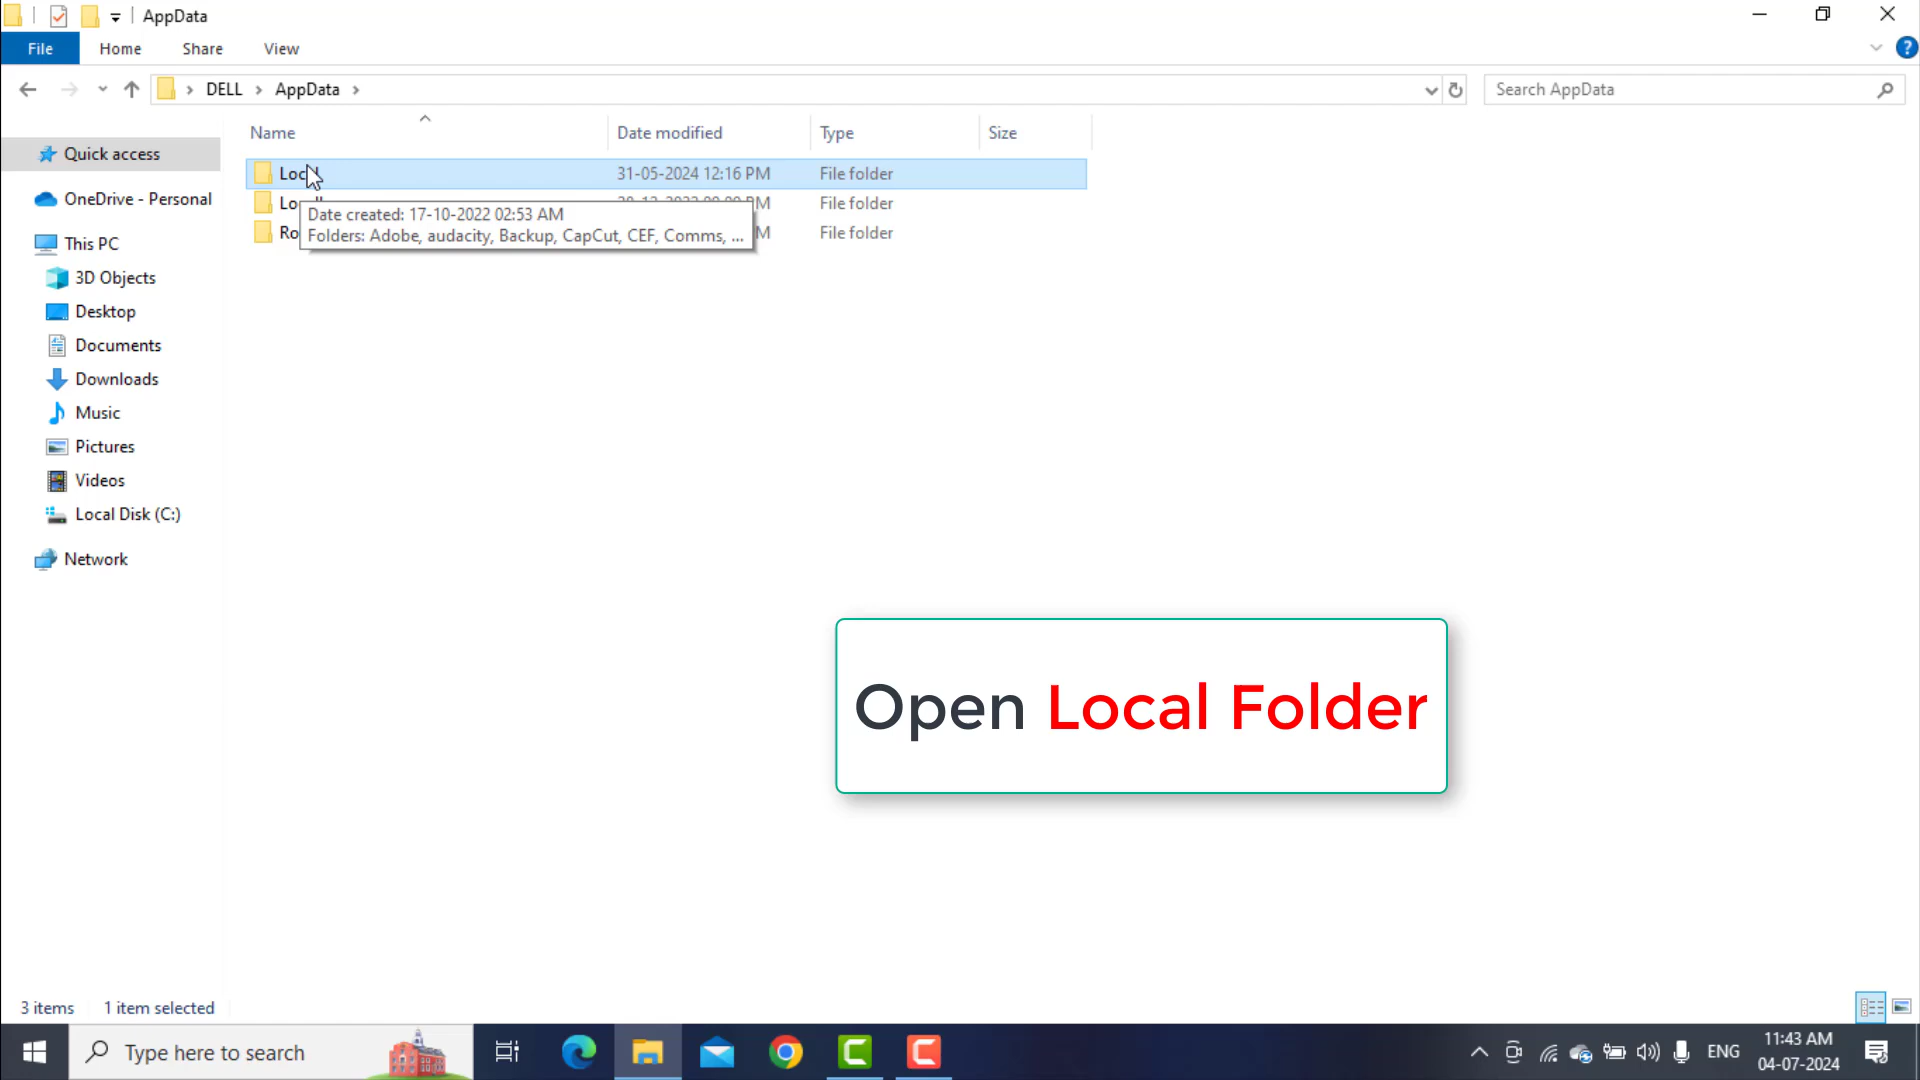 AppData
File Home Share View
DELL AppData
Search AppData
Name Date modified Type Size
Quick access
OneDrive - Personal
This PC
3D Objects
Desktop
Documents
Downloads
Music
Pictures
Videos
Local Disk (C:)
Network
31-05-2024 12:16 PM File folder
File folder
File folder
Date created: 17-10-2022 02:53 AM
Folders: Adobe, audacity, Backup, CapCut, CEF, Comms, ...
Open Local Folder
3 items 1 item selected
Type here to search
ENG
11:43 AM
04-07-2024